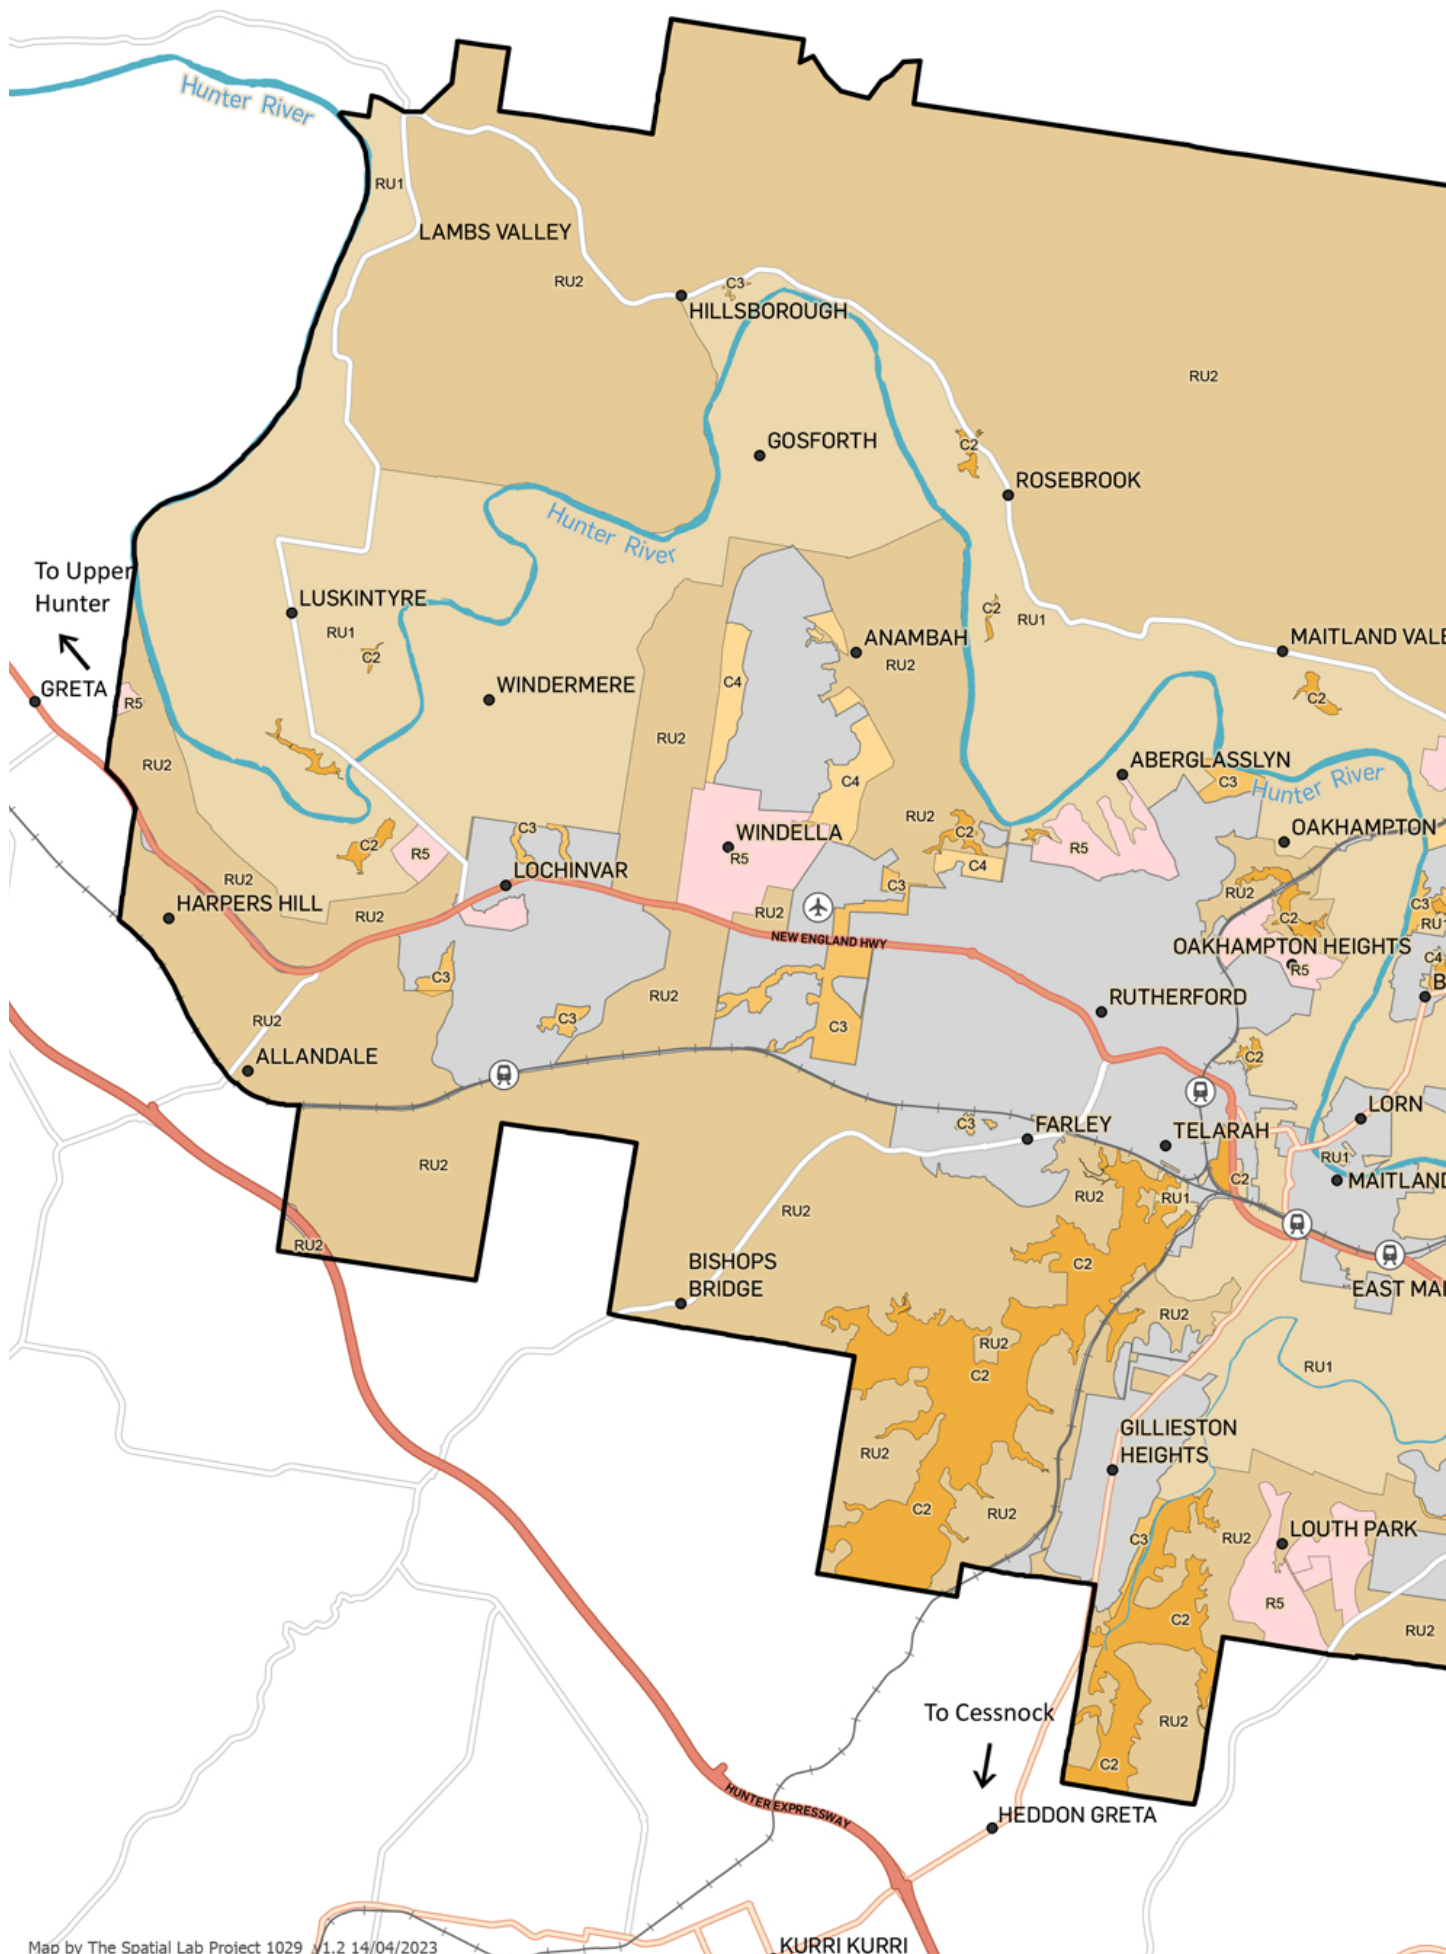 Hunter River
RU1
LAMBS VALLEY
RU2
C3
HILLSBOROUGH
RU2
GOSFORTH
C2
ROSEBROOK
Hunter River
To Upper
Hunter
LUSKINTYRE
RU1
C2
C2
RU1
ANAMBAH
RU2
MAITLAND VALE
GRETA
R5
WINDERMERE
C4
C2
RU2
RU2
C4
ABERGLASSLYN
C3
Hunter River
RU2
C2
OAKHAMPTON
C3
WINDELLA
R5
C2
R5
R5
C4
LOCHINVAR
RU2
C3
RU2
C3
HARPERS HILL
RU2
RU2
C2
RU1
NEW ENGLAND HWY
OAKHAMPTON HEIGHTS
R5
C4
B
C3
RU2
RUTHERFORD
RU2
C3
C3
ALLANDALE
C2
LORN
C3
FARLEY
TELARAH
RU1
RU2
RU2
RU1
C2
MAITLAND
RU2
RU2
C2
BISHOPS
BRIDGE
EAST MAI
RU2
RU2
C2
RU1
GILLIESTON
HEIGHTS
RU2
C2
RU2
C3
RU2
LOUTH PARK
R5
C2
RU2
To Cessnock
RU2
C2
HUNTER EXPRESSWAY
HEDDON GRETA
KURRI KURRI
Map by The Spatial Lab Project 1029 v1.2 14/04/2023